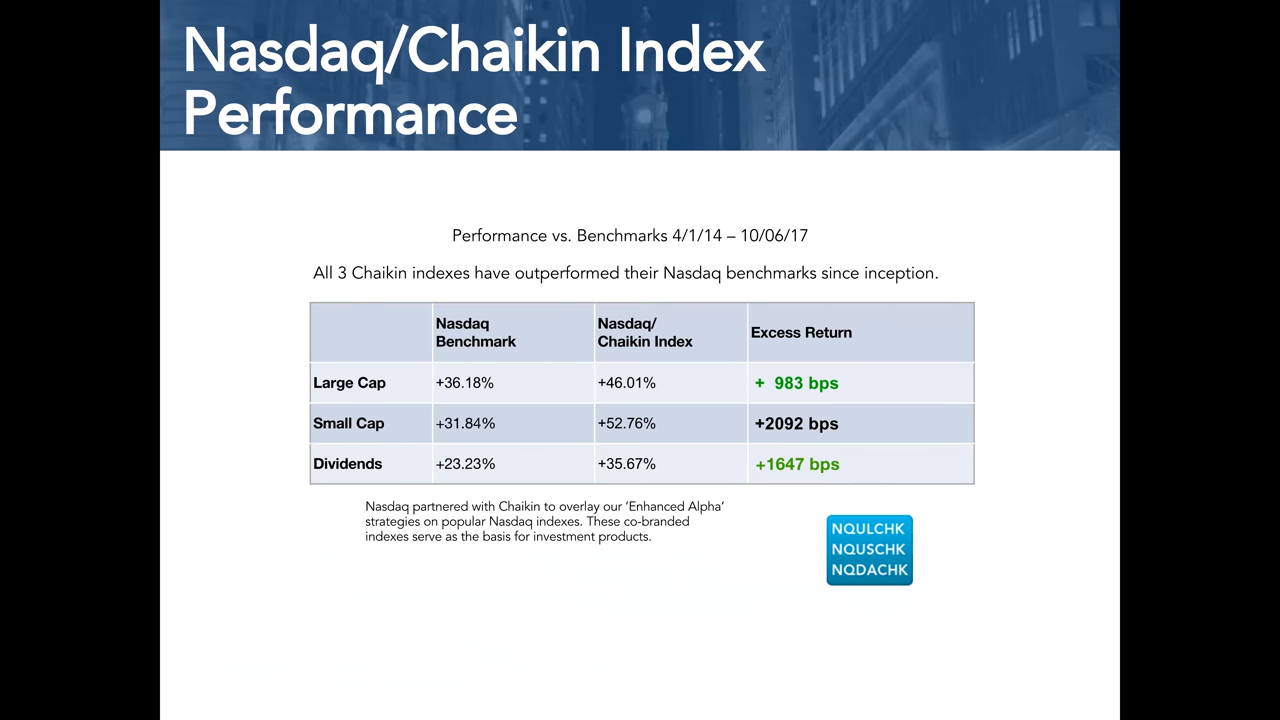 Nasdaq/Chaikin Index
Performance
Performance vs. Benchmarks 4/1/14 – 10/06/17
All 3 Chaikin indexes have outperformed their Nasdaq benchmarks since inception.
Nasdaq Benchmark Nasdaq/ Chaikin Index Excess Return
Large Cap +36.18% +46.01% + 983 bps
Small Cap +31.84% +52.76% +2092 bps
Dividends +23.23% +35.67% +1647 bps
Nasdaq partnered with Chaikin to overlay our ‘Enhanced Alpha’
strategies on popular Nasdaq indexes. These co-branded
indexes serve as the basis for investment products.
NQULCHK
NQUSCHK
NQDACHK